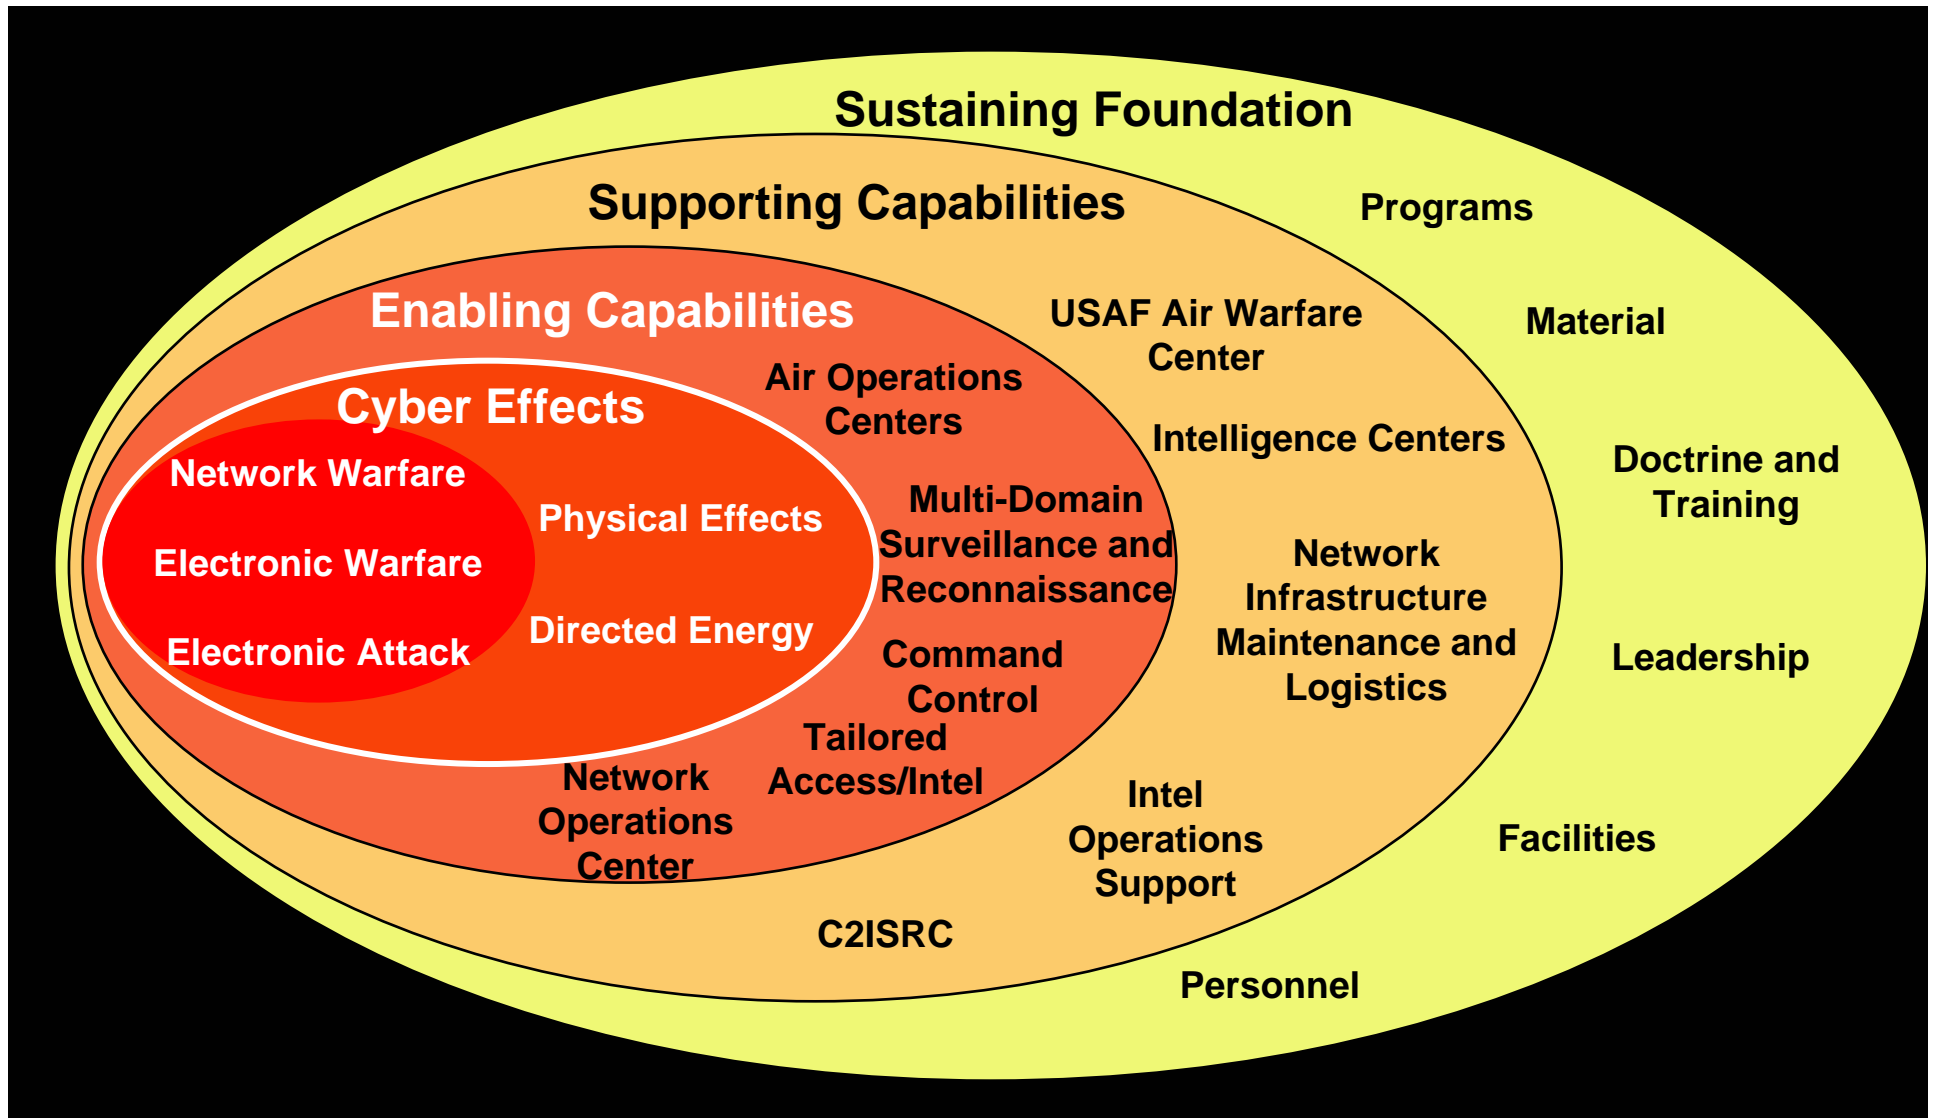 Sustaining Foundation
Supporting Capabilities
Programs
Enabling Capabilities
USAF Air Warfare
Center
Material
Air Operations
Centers
Cyber Effects
Intelligence Centers
Doctrine and
Training
Network Warfare
Physical Effects
Multi-Domain
Surveillance and
Reconnaissance
Electronic Warfare
Network
Infrastructure
Maintenance and
Logistics
Directed Energy
Electronic Attack
Command
Control
Leadership
Tailored
Access/Intel
Network
Operations
Center
Intel
Operations
Support
Facilities
C2ISRC
Personnel